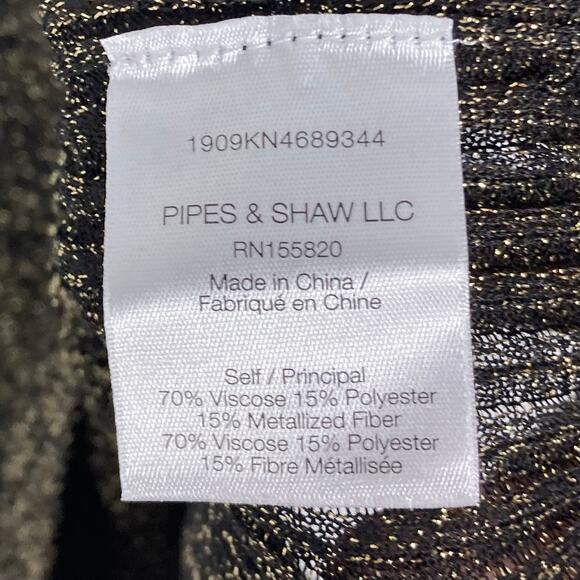 1909KN4689344
PIPES & SHAW LLC
RN155820
Made in China /
Fabriqué en Chine
Self / Principal
70% Viscose 15% Polyester
15% Metallized Fiber
70% Viscose 15% Polyester
15% Fibre Métallisée